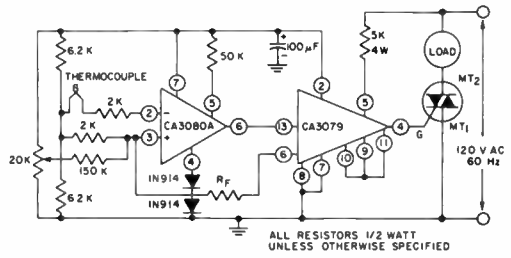 6.2 K
THERMOCOUPLE
2 K
2 K
150 K
20K
6.2 K
50 K
100 μF
+
-
7
5
2
3
4
6
-
+
CA3080A
1N914
1N914
RF
2
5
13
6
8
7
10
9
11
4
CA3079
5K
4W
LOAD
MT2
MT1
G
120 V AC
60 Hz
ALL RESISTORS 1/2 WATT
UNLESS OTHERWISE SPECIFIED